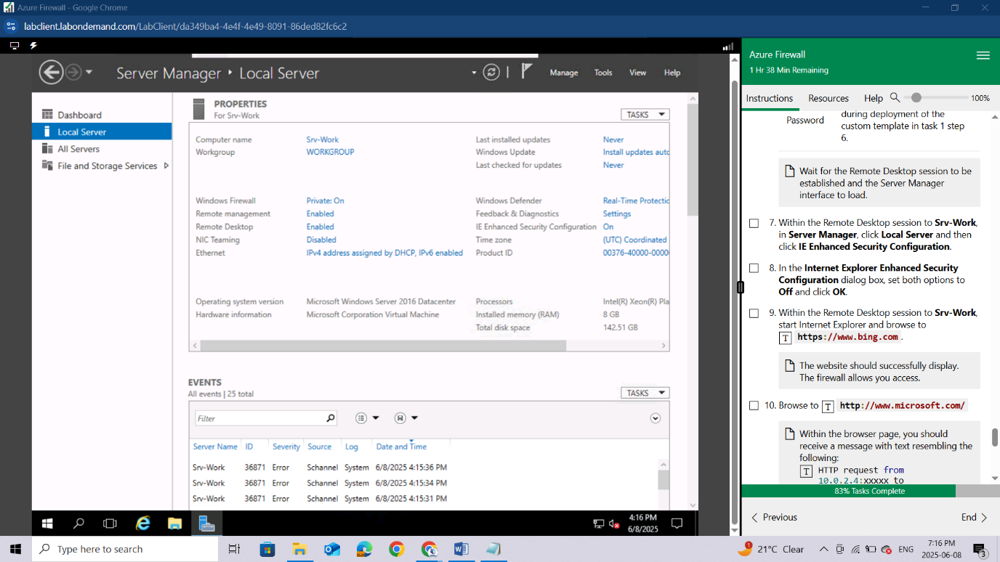 Azure Firewall - Google Chrome
labclient.labondemand.com/LabClient/da349ba4-4e4f-4e49-8091-86ded82fc6c2
Server Manager ‣ Local Server
Manage Tools View Help
Dashboard
Local Server
All Servers
File and Storage Services
PROPERTIES
For Srv-Work
TASKS
Computer name Srv-Work Last installed updates Never
Workgroup WORKGROUP Windows Update Install updates auto
Last checked for updates Never
Windows Firewall Private: On Windows Defender Real-Time Protectio
Remote management Enabled Feedback & Diagnostics Settings
Remote Desktop Enabled IE Enhanced Security Configuration On
NIC Teaming Disabled Time zone (UTC) Coordinated
Ethernet IPv4 address assigned by DHCP, IPv6 enabled Product ID 00376-40000-0000
Operating system version Microsoft Windows Server 2016 Datacenter Processors Intel(R) Xeon(R) Pla
Hardware information Microsoft Corporation Virtual Machine Installed memory (RAM) 8 GB
Total disk space 142.51 GB
EVENTS
All events | 25 total
TASKS
Filter
Server Name ID Severity Source Log Date and Time
Srv-Work 36871 Error Schannel System 6/8/2025 4:15:36 PM
Srv-Work 36871 Error Schannel System 6/8/2025 4:15:34 PM
Srv-Work 36871 Error Schannel System 6/8/2025 4:15:31 PM
4:16 PM
6/8/2025
Azure Firewall
1 Hr 38 Min Remaining
Instructions Resources Help 100%
Password
during deployment of the
custom template in task 1 step
6.
Wait for the Remote Desktop session to be
established and the Server Manager
interface to load.
7. Within the Remote Desktop session to Srv-Work,
in Server Manager, click Local Server and then
click IE Enhanced Security Configuration.
8. In the Internet Explorer Enhanced Security
Configuration dialog box, set both options to
Off and click OK.
9. Within the Remote Desktop session to Srv-Work,
start Internet Explorer and browse to
T https://www.bing.com .
The website should successfully display.
The firewall allows you access.
10. Browse to T http://www.microsoft.com/
Within the browser page, you should
receive a message with text resembling the
following:
T HTTP request from
10.0.2.4:xxxxx to
83% Tasks Complete
Previous End
Type here to search
1 21°C Clear ENG
7:16 PM
2025-06-08
3